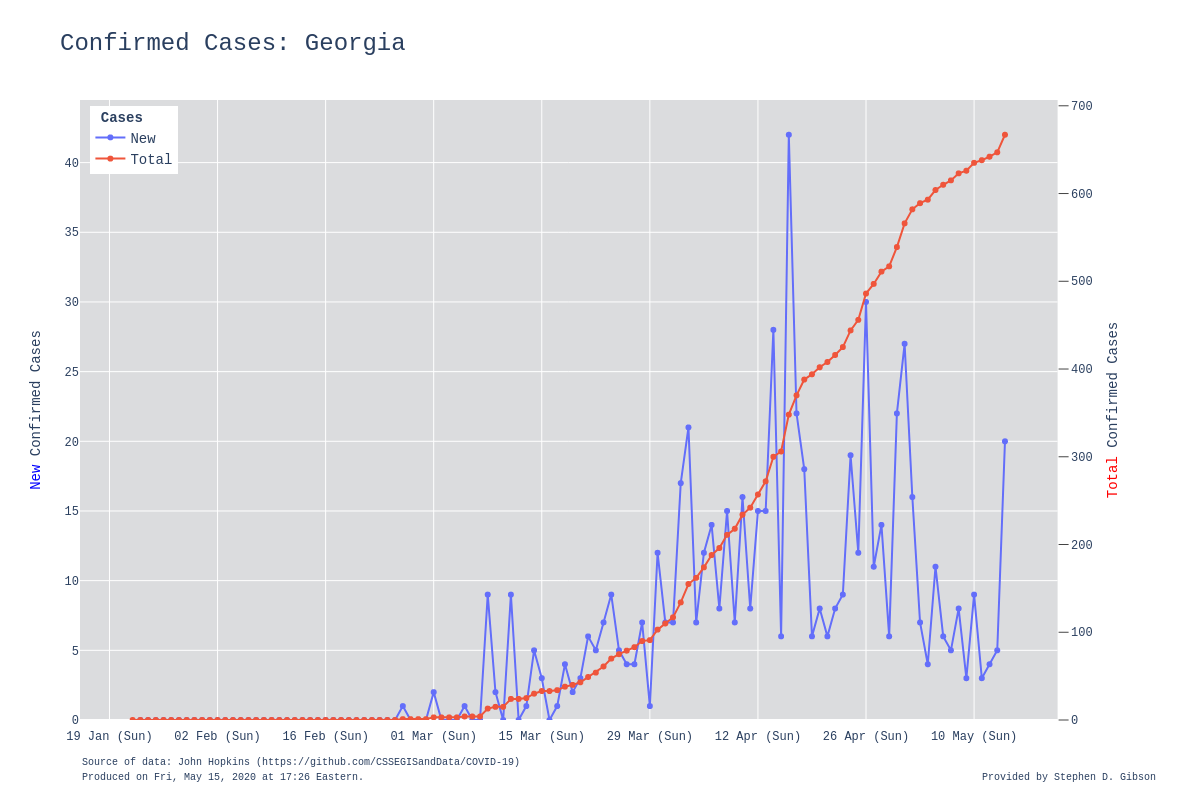 Confirmed Cases: Georgia
Cases
New
Total
40
35
30
25
20
15
10
5
0
New Confirmed Cases
700
600
500
400
300
200
100
0
Total Confirmed Cases
19 Jan (Sun) 02 Feb (Sun) 16 Feb (Sun) 01 Mar (Sun) 15 Mar (Sun) 29 Mar (Sun) 12 Apr (Sun) 26 Apr (Sun) 10 May (Sun)
Source of data: John Hopkins (https://github.com/CSSEGISandData/COVID-19)
Produced on Fri, May 15, 2020 at 17:26 Eastern.
Provided by Stephen D. Gibson